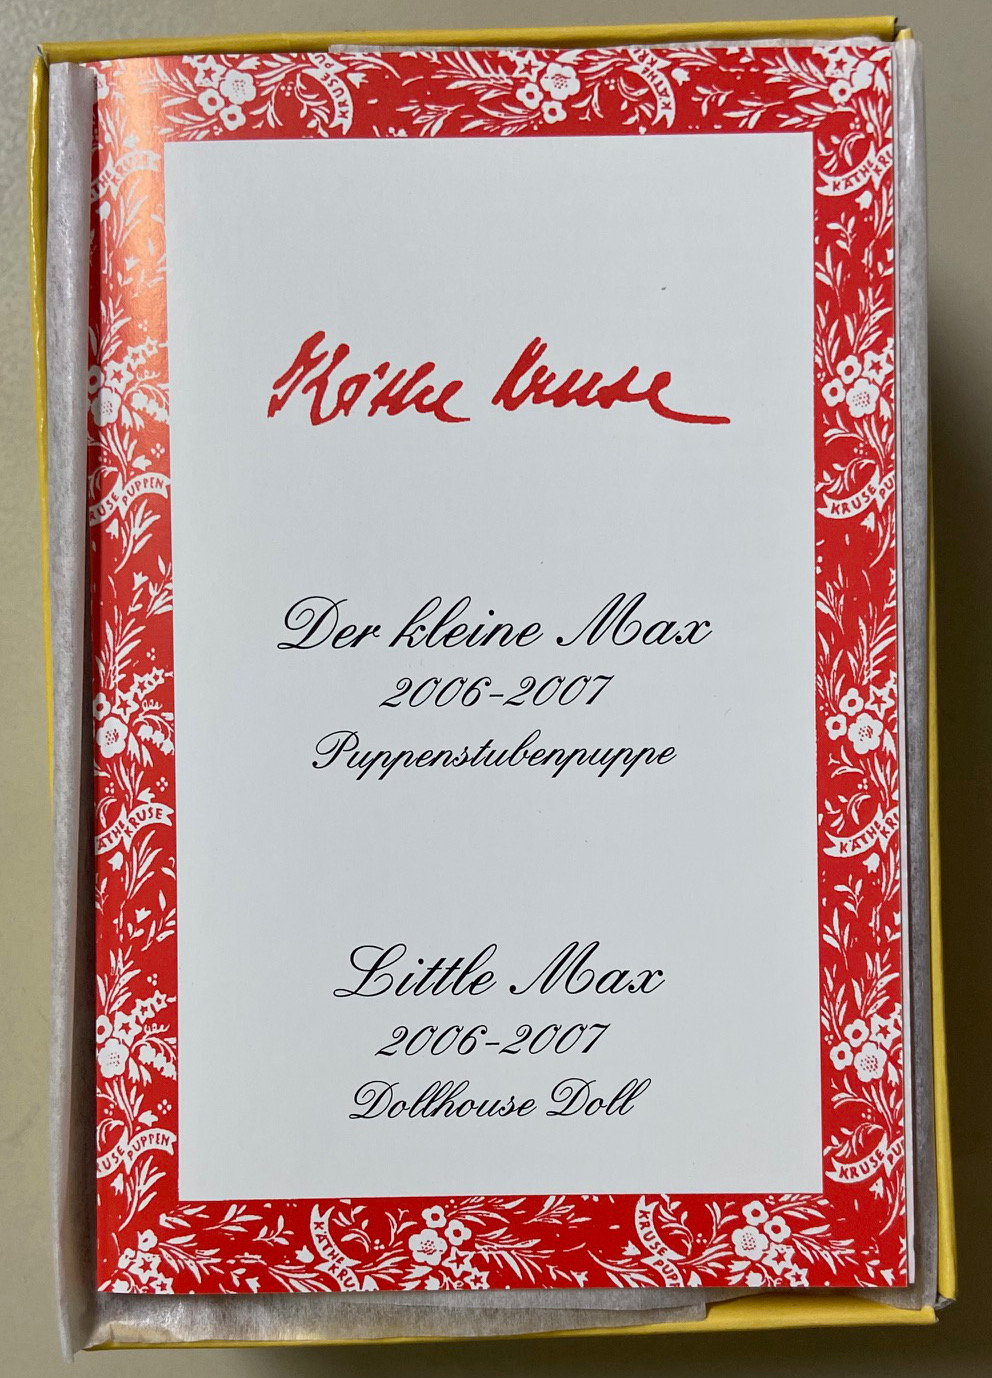 Käthe Kruse
Der kleine Max
2006-2007
Puppenstubenpuppe
Little Max
2006-2007
Dollhouse Doll